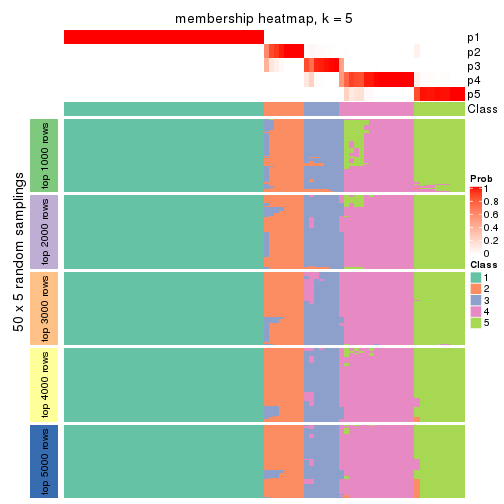 membership heatmap, k = 5
p1
p2
p3
p4
p5
Class
50 x 5 random samplings
top 1000 rows
top 2000 rows
top 3000 rows
top 4000 rows
top 5000 rows
Prob
1
0.8
0.6
0.4
0.2
0
Class
1
2
3
4
5